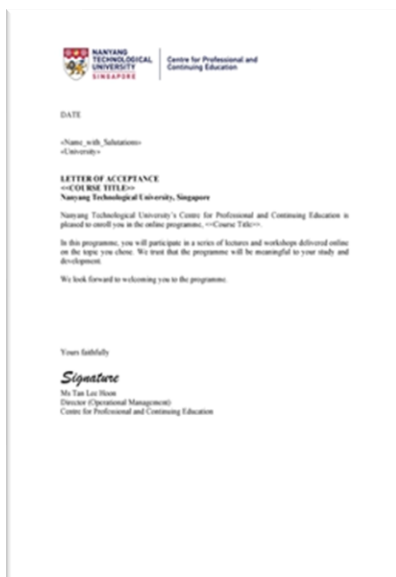 NANYANG
TECHNOLOGICAL
UNIVERSITY
SINGAPORE
Centre for Professional and
Continuing Education
DATE
«Name_with_Salutations»
«University»
LETTER OF ACCEPTANCE
<<COURSE TITLE>>
Nanyang Technological University, Singapore
Nanyang Technological University's Centre for Professional and Continuing Education is
pleased to enroll you in the online programme, <<Course Title>>.
In this programme, you will participate in a series of lectures and workshops delivered online
on the topic you chose. We trust that the programme will be meaningful to your study and
development.
We look forward to welcoming you to the programme.
Yours faithfully
Signature
Ms Tan Lee Hoon
Director (Operational Management)
Centre for Professional and Continuing Education